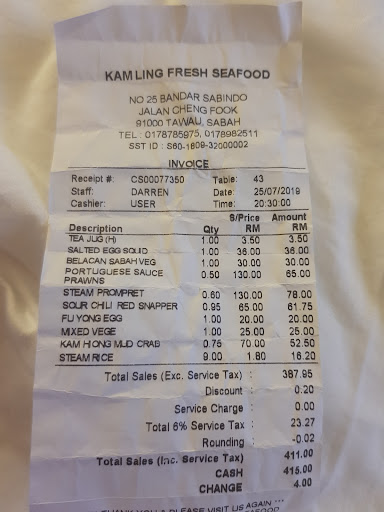 KAM LING FRESH SEAFOOD
NO 25 BANDAR SABINDO
JALAN CHENG FOOK
91000 TAWAU, SABAH
TEL : 0178785975, 0178982511
SST ID : S60-1809-32000002
INVOICE
Receipt #: CS00077350 Table: 43
Staff: DARREN Date: 25/07/2019
Cashier: USER Time: 20:30:00
S/Price Amount
Description Qty RM RM
TEA JUG (H) 1.00 3.50 3.50
SALTED EGG SQUID 1.00 36.00 36.00
BELACAN SABAH VEG 1.00 30.00 30.00
PORTUGUESE SAUCE 0.50 130.00 65.00
PRAWNS
STEAM PROMPRET 0.60 130.00 78.00
SOUR CHILI RED SNAPPER 0.95 65.00 61.75
FU YONG EGG 1.00 20.00 20.00
MIXED VEGE 1.00 25.00 25.00
KAM HIONG MUD CRAB 0.75 70.00 52.50
STEAM RICE 9.00 1.80 16.20
Total Sales (Exc. Service Tax) : 387.95
Discount : 0.20
Service Charge : 0.00
Total 6% Service Tax : 23.27
Rounding : -0.02
Total Sales (Inc. Service Tax) : 411.00
CASH 415.00
CHANGE 4.00
THANK YOU & PLEASE VISIT US AGAIN ***
SEAFOOD